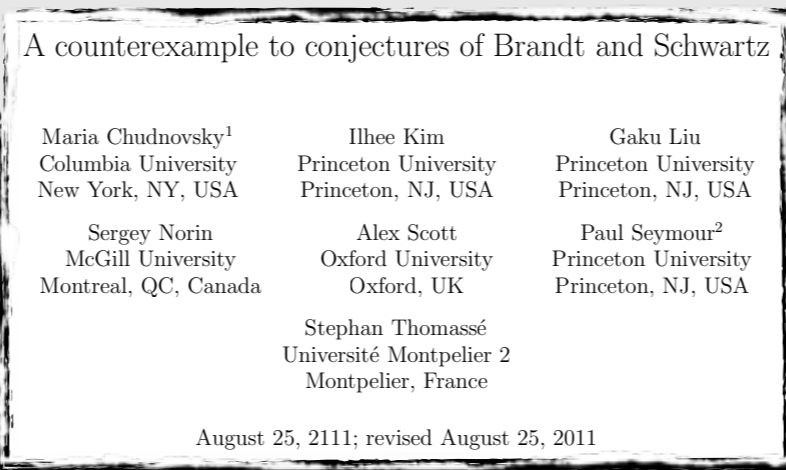 A counterexample to conjectures of Brandt and Schwartz
Maria Chudnovsky¹
Columbia University
New York, NY, USA
Ilhee Kim
Princeton University
Princeton, NJ, USA
Gaku Liu
Princeton University
Princeton, NJ, USA
Sergey Norin
McGill University
Montreal, QC, Canada
Alex Scott
Oxford University
Oxford, UK
Paul Seymour²
Princeton University
Princeton, NJ, USA
Stephan Thomassé
Université Montpelier 2
Montpelier, France
August 25, 2111; revised August 25, 2011